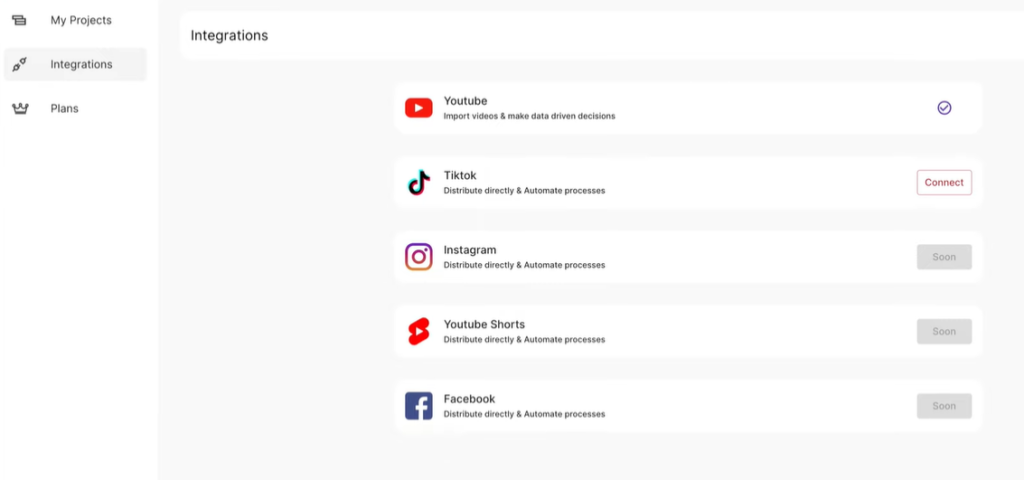 My Projects
Integrations
Plans
Integrations
Youtube
Import videos & make data driven decisions
Tiktok
Distribute directly & Automate processes
Connect
Instagram
Distribute directly & Automate processes
Soon
Youtube Shorts
Distribute directly & Automate processes
Soon
Facebook
Distribute directly & Automate processes
Soon